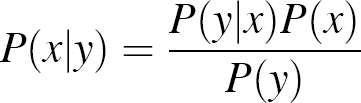 P(x|y) = P(y|x)P(x) / P(y)